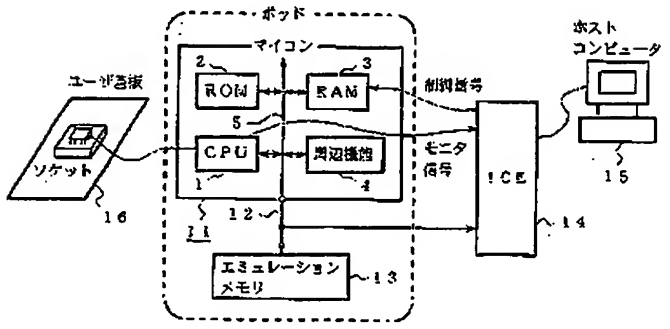 ポッド
マイコン
2
3
ROM
RAM
5
CPU
周辺機能
1
4
12
11
エミュレーション
メモリ
13
ユーザ基板
ソケット
16
制御信号
モニタ
信号
ICE
14
ホスト
コンピュータ
15